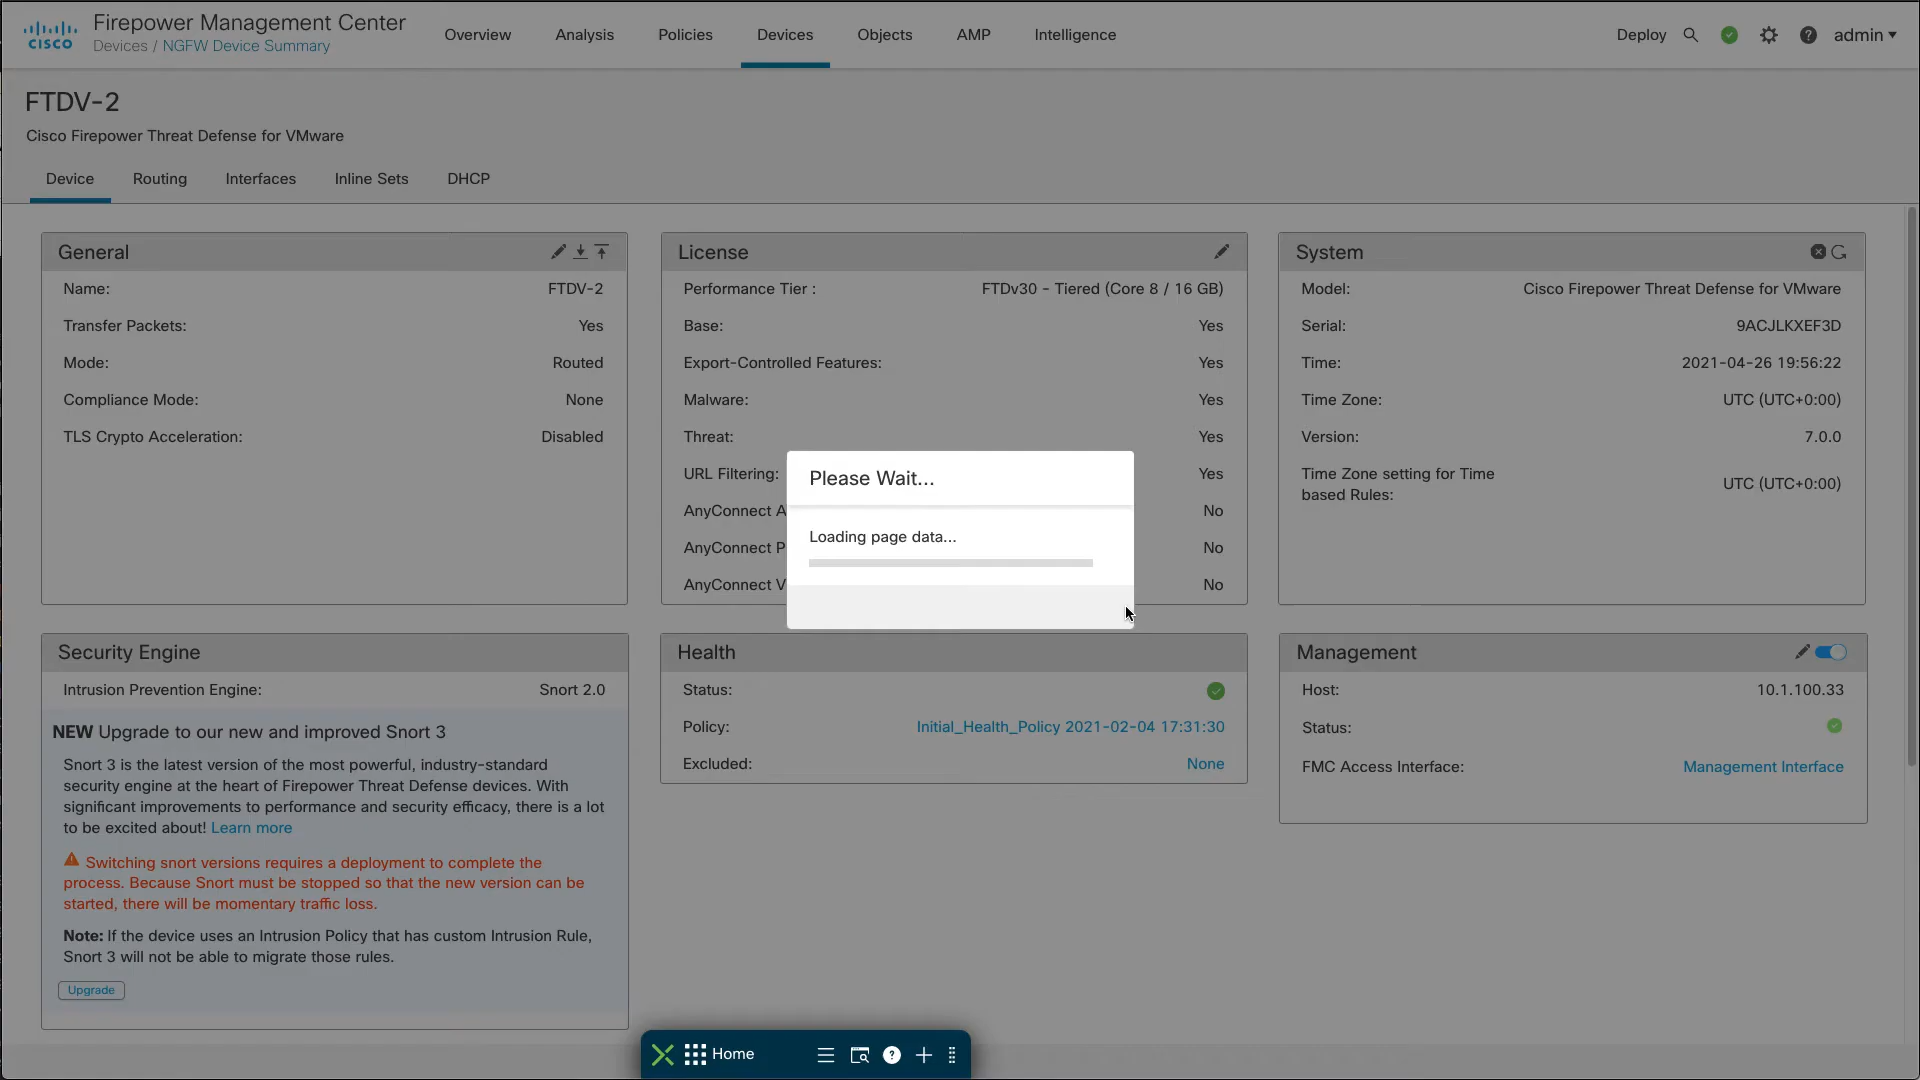 Firepower Management Center
CISCO
Devices / NGFW Device Summary
Overview Analysis Policies Devices Objects AMP Intelligence
Deploy admin
FTDV-2
Cisco Firepower Threat Defense for VMware
Device Routing Interfaces Inline Sets DHCP
General
Name: FTDV-2
Transfer Packets: Yes
Mode: Routed
Compliance Mode: None
TLS Crypto Acceleration: Disabled
License
Performance Tier : FTDv30 - Tiered (Core 8 / 16 GB)
Base: Yes
Export-Controlled Features: Yes
Malware: Yes
Threat: Yes
URL Filtering: Yes
AnyConnect A No
AnyConnect P No
AnyConnect V No
System
Model: Cisco Firepower Threat Defense for VMware
Serial: 9ACJLKXEF3D
Time: 2021-04-26 19:56:22
Time Zone: UTC (UTC+0:00)
Version: 7.0.0
Time Zone setting for Time
based Rules: UTC (UTC+0:00)
Please Wait...
Loading page data...
Security Engine
Intrusion Prevention Engine: Snort 2.0
NEW Upgrade to our new and improved Snort 3
Snort 3 is the latest version of the most powerful, industry-standard
security engine at the heart of Firepower Threat Defense devices. With
significant improvements to performance and security efficacy, there is a lot
to be excited about! Learn more
Switching snort versions requires a deployment to complete the
process. Because Snort must be stopped so that the new version can be
started, there will be momentary traffic loss.
Note: If the device uses an Intrusion Policy that has custom Intrusion Rule,
Snort 3 will not be able to migrate those rules.
Upgrade
Health
Status:
Policy: Initial_Health_Policy 2021-02-04 17:31:30
Excluded: None
Management
Host: 10.1.100.33
Status:
FMC Access Interface: Management Interface
Home